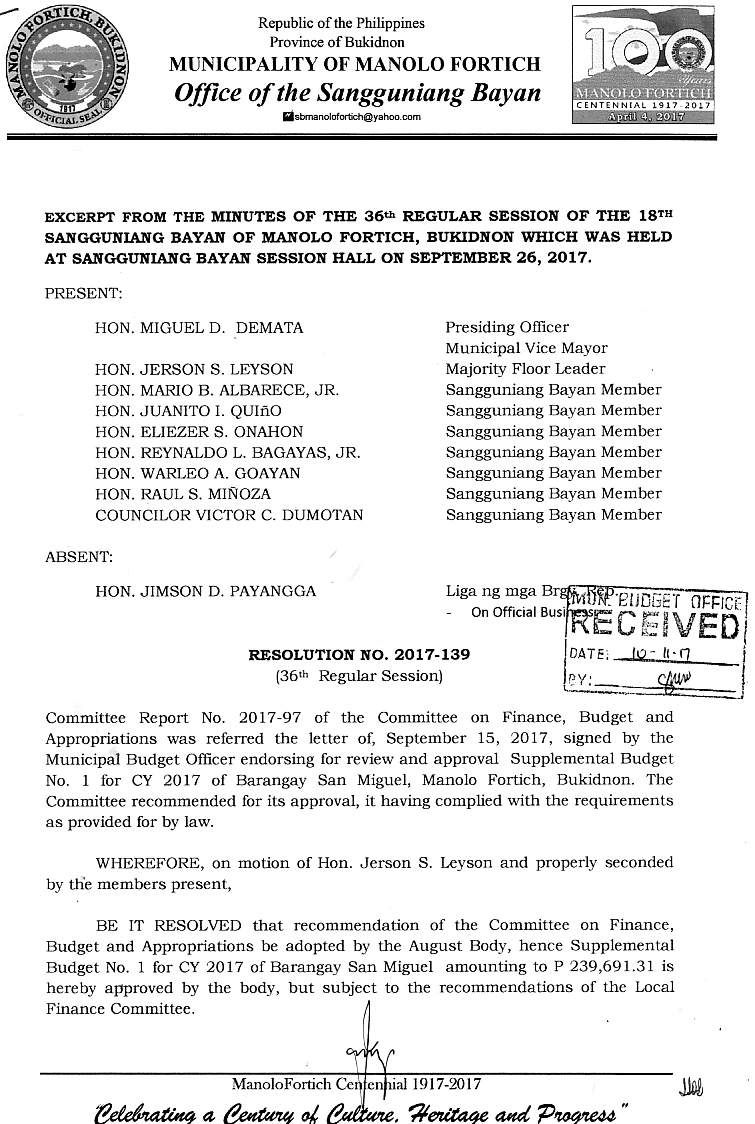 MANOLO FORTICH, BUKIDNON
1917
OFFICIAL SEAL
Republic of the Philippines
Province of Bukidnon
MUNICIPALITY OF MANOLO FORTICH
Office of the Sangguniang Bayan
sbmanolofortich@yahoo.com
100
MANOLO FORTICH
CENTENNIAL 1917-2017
April 4, 2017
EXCERPT FROM THE MINUTES OF THE 36th REGULAR SESSION OF THE 18TH
SANGGUNIANG BAYAN OF MANOLO FORTICH, BUKIDNON WHICH WAS HELD
AT SANGGUNIANG BAYAN SESSION HALL ON SEPTEMBER 26, 2017.
PRESENT:
HON. MIGUEL D. DEMATA Presiding Officer
Municipal Vice Mayor
HON. JERSON S. LEYSON Majority Floor Leader
HON. MARIO B. ALBARECE, JR. Sangguniang Bayan Member
HON. JUANITO I. QUIñO Sangguniang Bayan Member
HON. ELIEZER S. ONAHON Sangguniang Bayan Member
HON. REYNALDO L. BAGAYAS, JR. Sangguniang Bayan Member
HON. WARLEO A. GOAYAN Sangguniang Bayan Member
HON. RAUL S. MIÑOZA Sangguniang Bayan Member
COUNCILOR VICTOR C. DUMOTAN Sangguniang Bayan Member
ABSENT:
HON. JIMSON D. PAYANGGA Liga ng mga Brgy. Rep.
- On Official Business
MUN. BUDGET OFFICE
RECEIVED
DATE: 10-11-17
BY:
RESOLUTION NO. 2017-139
(36th Regular Session)
Committee Report No. 2017-97 of the Committee on Finance, Budget and
Appropriations was referred the letter of, September 15, 2017, signed by the
Municipal Budget Officer endorsing for review and approval Supplemental Budget
No. 1 for CY 2017 of Barangay San Miguel, Manolo Fortich, Bukidnon. The
Committee recommended for its approval, it having complied with the requirements
as provided for by law.
WHEREFORE, on motion of Hon. Jerson S. Leyson and properly seconded
by the members present,
BE IT RESOLVED that recommendation of the Committee on Finance,
Budget and Appropriations be adopted by the August Body, hence Supplemental
Budget No. 1 for CY 2017 of Barangay San Miguel amounting to P 239,691.31 is
hereby approved by the body, but subject to the recommendations of the Local
Finance Committee.
ManoloFortich Centennial 1917-2017
"Celebrating a Century of Culture, Heritage and Progress"